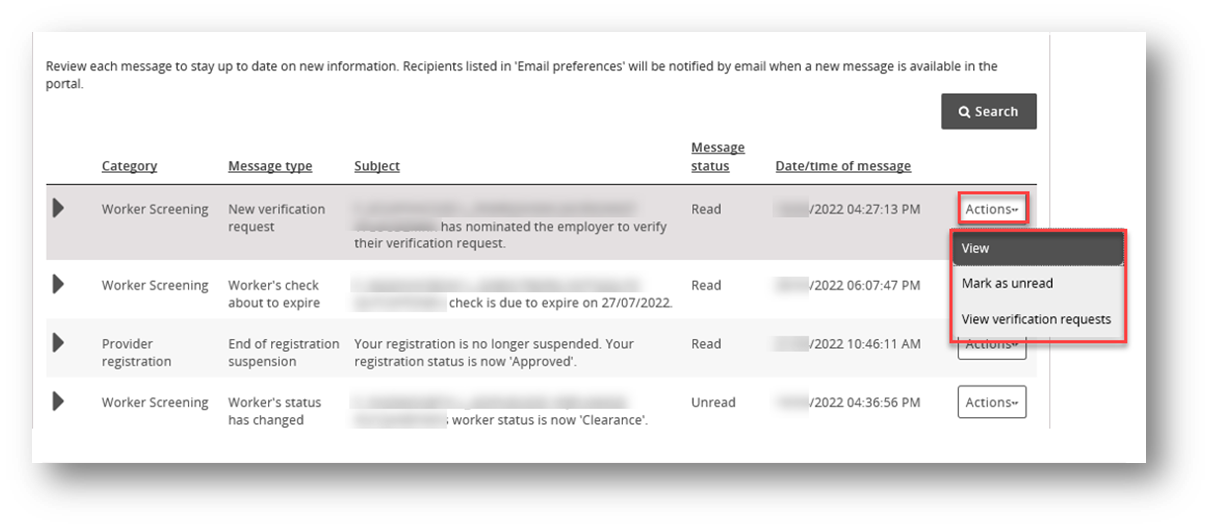 Review each message to stay up to date on new information. Recipients listed in 'Email preferences' will be notified by email when a new message is available in the
portal.
Search
Category Message type Subject Message status Date/time of message
Worker Screening New verification request has nominated the employer to verify their verification request. Read /2022 04:27:13 PM Actions
View
Mark as unread
View verification requests
Worker Screening Worker's check about to expire check is due to expire on 27/07/2022. Read /2022 06:07:47 PM
Provider registration End of registration suspension Your registration is no longer suspended. Your registration status is now 'Approved'. Read /2022 10:46:11 AM Actions
Worker Screening Worker's status has changed worker status is now 'Clearance'. Unread /2022 04:36:56 PM Actions